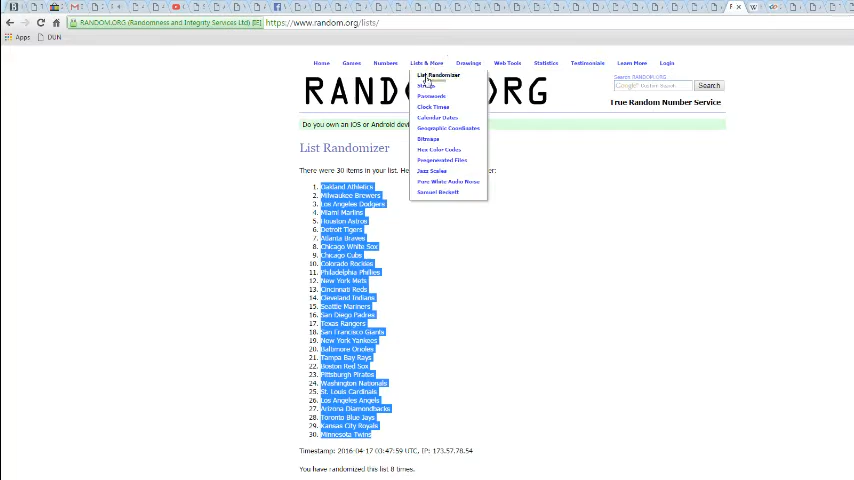 RANDOM.ORG (Randomness and Integrity Services Ltd) [IE]
https://www.random.org/lists/
Apps
DUN
Home Games Numbers Lists & More Drawings Web Tools Statistics Testimonials Learn More Login
List Randomizer
Strings
Passwords
Clock Times
Calendar Dates
Geographic Coordinates
Bitmaps
Hex Color Codes
Pregenerated Files
Jazz Scales
Pure White Audio Noise
Samuel Beckett
Search RANDOM.ORG
Google Custom Search
Search
True Random Number Service
Do you own an iOS or Android devi
List Randomizer
There were 30 items in your list. He
er:
1. Oakland Athletics
2. Milwaukee Brewers
3. Los Angeles Dodgers
4. Miami Marlins
5. Houston Astros
6. Detroit Tigers
7. Atlanta Braves
8. Chicago White Sox
9. Chicago Cubs
10. Colorado Rockies
11. Philadelphia Phillies
12. New York Mets
13. Cincinnati Reds
14. Cleveland Indians
15. Seattle Mariners
16. San Diego Padres
17. Texas Rangers
18. San Francisco Giants
19. New York Yankees
20. Baltimore Orioles
21. Tampa Bay Rays
22. Boston Red Sox
23. Pittsburgh Pirates
24. Washington Nationals
25. St. Louis Cardinals
26. Los Angeles Angels
27. Arizona Diamondbacks
28. Toronto Blue Jays
29. Kansas City Royals
30. Minnesota Twins
Timestamp: 2016-04-17 03:47:59 UTC, IP: 173.57.78.54
You have randomized this list 8 times.